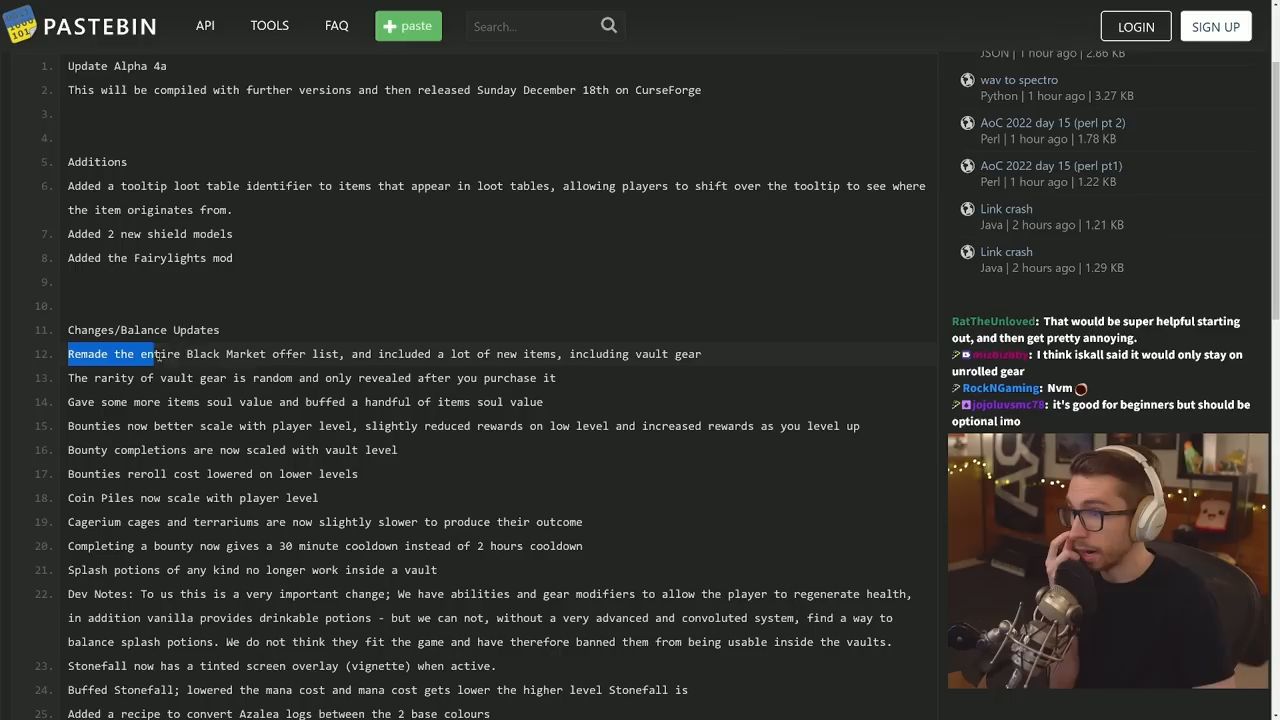 PASTEBIN API TOOLS FAQ + paste Search... LOGIN SIGN UP
1. Update Alpha 4a
2. This will be compiled with further versions and then released Sunday December 18th on CurseForge
3.
4.
5. Additions
6. Added a tooltip loot table identifier to items that appear in loot tables, allowing players to shift over the tooltip to see where
the item originates from.
7. Added 2 new shield models
8. Added the Fairylights mod
9.
10.
11. Changes/Balance Updates
12. Remade the entire Black Market offer list, and included a lot of new items, including vault gear
13. The rarity of vault gear is random and only revealed after you purchase it
14. Gave some more items soul value and buffed a handful of items soul value
15. Bounties now better scale with player level, slightly reduced rewards on low level and increased rewards as you level up
16. Bounty completions are now scaled with vault level
17. Bounties reroll cost lowered on lower levels
18. Coin Piles now scale with player level
19. Cagerium cages and terrariums are now slightly slower to produce their outcome
20. Completing a bounty now gives a 30 minute cooldown instead of 2 hours cooldown
21. Splash potions of any kind no longer work inside a vault
22. Dev Notes: To us this is a very important change; We have abilities and gear modifiers to allow the player to regenerate health,
in addition vanilla provides drinkable potions - but we can not, without a very advanced and convoluted system, find a way to
balance splash potions. We do not think they fit the game and have therefore banned them from being usable inside the vaults.
23. Stonefall now has a tinted screen overlay (vignette) when active.
24. Buffed Stonefall; lowered the mana cost and mana cost gets lower the higher level Stonefall is
25. Added a recipe to convert Azalea logs between the 2 base colours
JSON | 1 hour ago | 2.86 KB
wav to spectro
Python | 1 hour ago | 3.27 KB
AoC 2022 day 15 (perl pt 2)
Perl | 1 hour ago | 1.78 KB
AoC 2022 day 15 (perl pt1)
Perl | 1 hour ago | 1.22 KB
Link crash
Java | 2 hours ago | 1.21 KB
Link crash
Java | 2 hours ago | 1.29 KB
RatTheUnloved: That would be super helpful starting
out, and then get pretty annoying.
: I think iskall said it would only stay on
unrolled gear
RockNGaming: Nvm
jojoluvsmc78: it's good for beginners but should be
optional imo